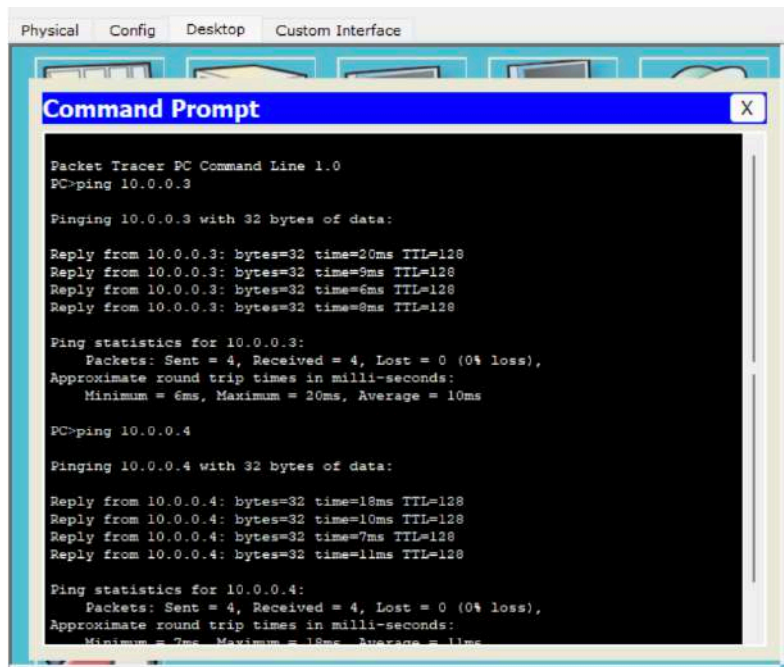 Physical Config Desktop Custom Interface
Command Prompt
X
Packet Tracer PC Command Line 1.0
PC>ping 10.0.0.3
Pinging 10.0.0.3 with 32 bytes of data:
Reply from 10.0.0.3: bytes=32 time=20ms TTL=128
Reply from 10.0.0.3: bytes=32 time=9ms TTL=128
Reply from 10.0.0.3: bytes=32 time=6ms TTL=128
Reply from 10.0.0.3: bytes=32 time=8ms TTL=128
Ping statistics for 10.0.0.3:
Packets: Sent = 4, Received = 4, Lost = 0 (0% loss),
Approximate round trip times in milli-seconds:
Minimum = 6ms, Maximum = 20ms, Average = 10ms
PC>ping 10.0.0.4
Pinging 10.0.0.4 with 32 bytes of data:
Reply from 10.0.0.4: bytes=32 time=18ms TTL=128
Reply from 10.0.0.4: bytes=32 time=10ms TTL=128
Reply from 10.0.0.4: bytes=32 time=7ms TTL=128
Reply from 10.0.0.4: bytes=32 time=11ms TTL=128
Ping statistics for 10.0.0.4:
Packets: Sent = 4, Received = 4, Lost = 0 (0% loss),
Approximate round trip times in milli-seconds:
Minimum = 7ms, Maximum = 18ms, Average = 11ms